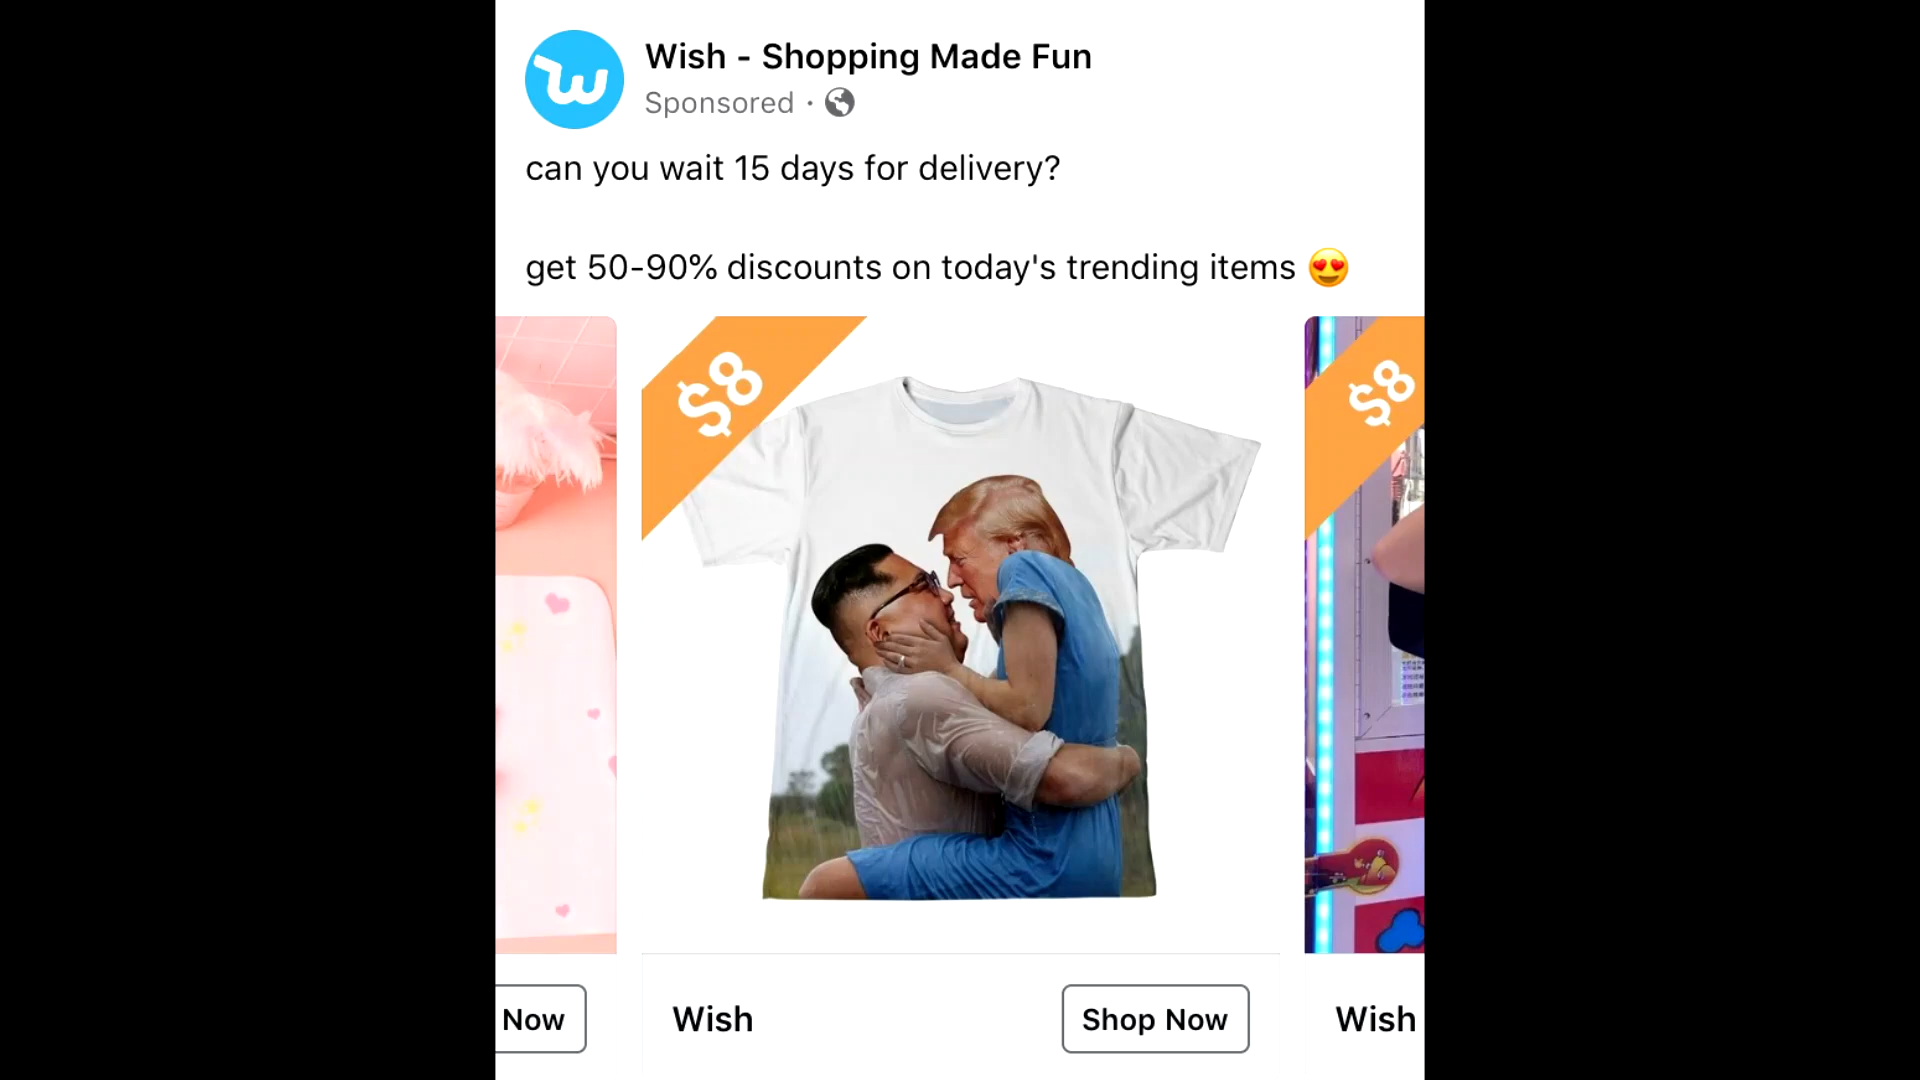 Wish - Shopping Made Fun
Sponsored ·
can you wait 15 days for delivery?
get 50-90% discounts on today's trending items 😍
$8
$8
Now
Wish
Shop Now
Wish